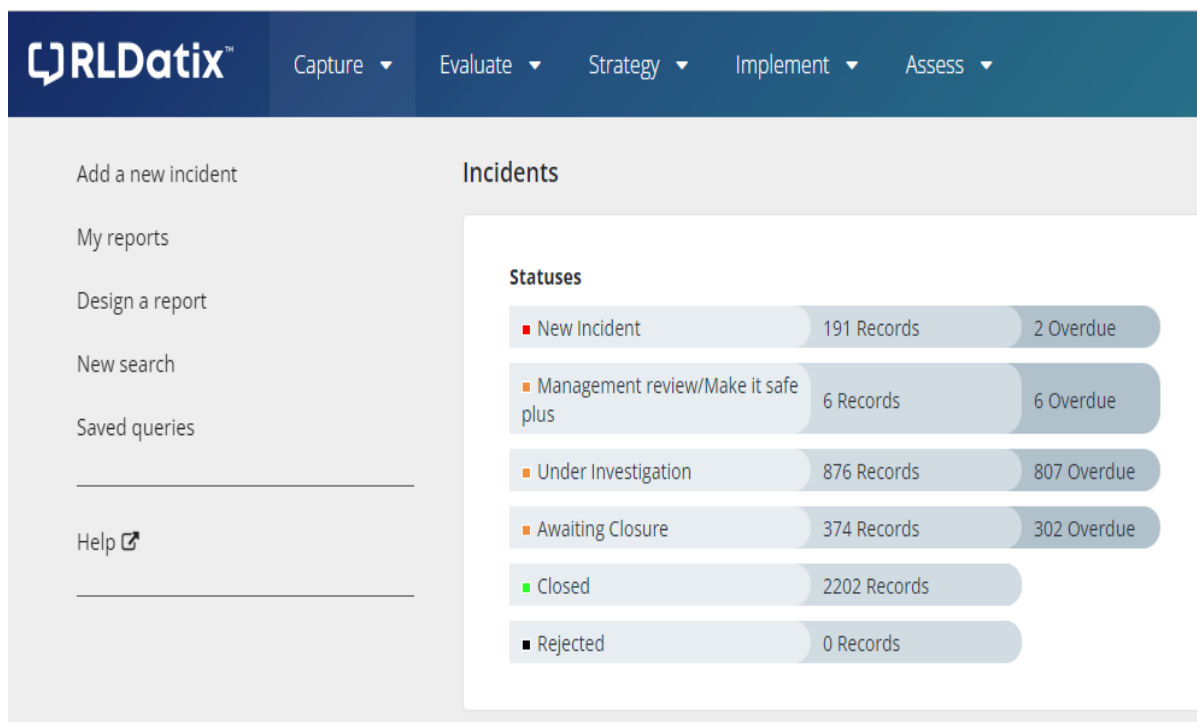 RLDatix™ Capture Evaluate Strategy Implement Assess
Add a new incident
My reports
Design a report
New search
Saved queries
Help
Incidents
Statuses
New Incident 191 Records 2 Overdue
Management review/Make it safe
plus 6 Records 6 Overdue
Under Investigation 876 Records 807 Overdue
Awaiting Closure 374 Records 302 Overdue
Closed 2202 Records
Rejected 0 Records